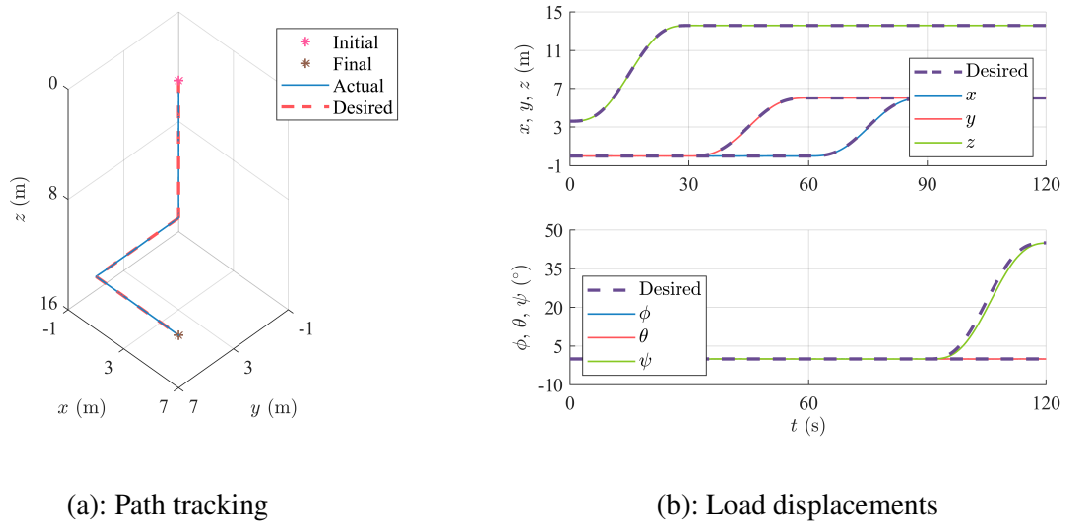 Initial
Final
Actual
Desired
0
8
16
z (m)
-1
3
7
x (m)
7
3
-1
y (m)
(a): Path tracking
15
11
7
3
-1
x, y, z (m)
Desired
x
y
z
0
30
60
90
120
50
35
20
5
-10
ϕ, θ, ψ (°)
Desired
ϕ
θ
ψ
0
60
120
t (s)
(b): Load displacements